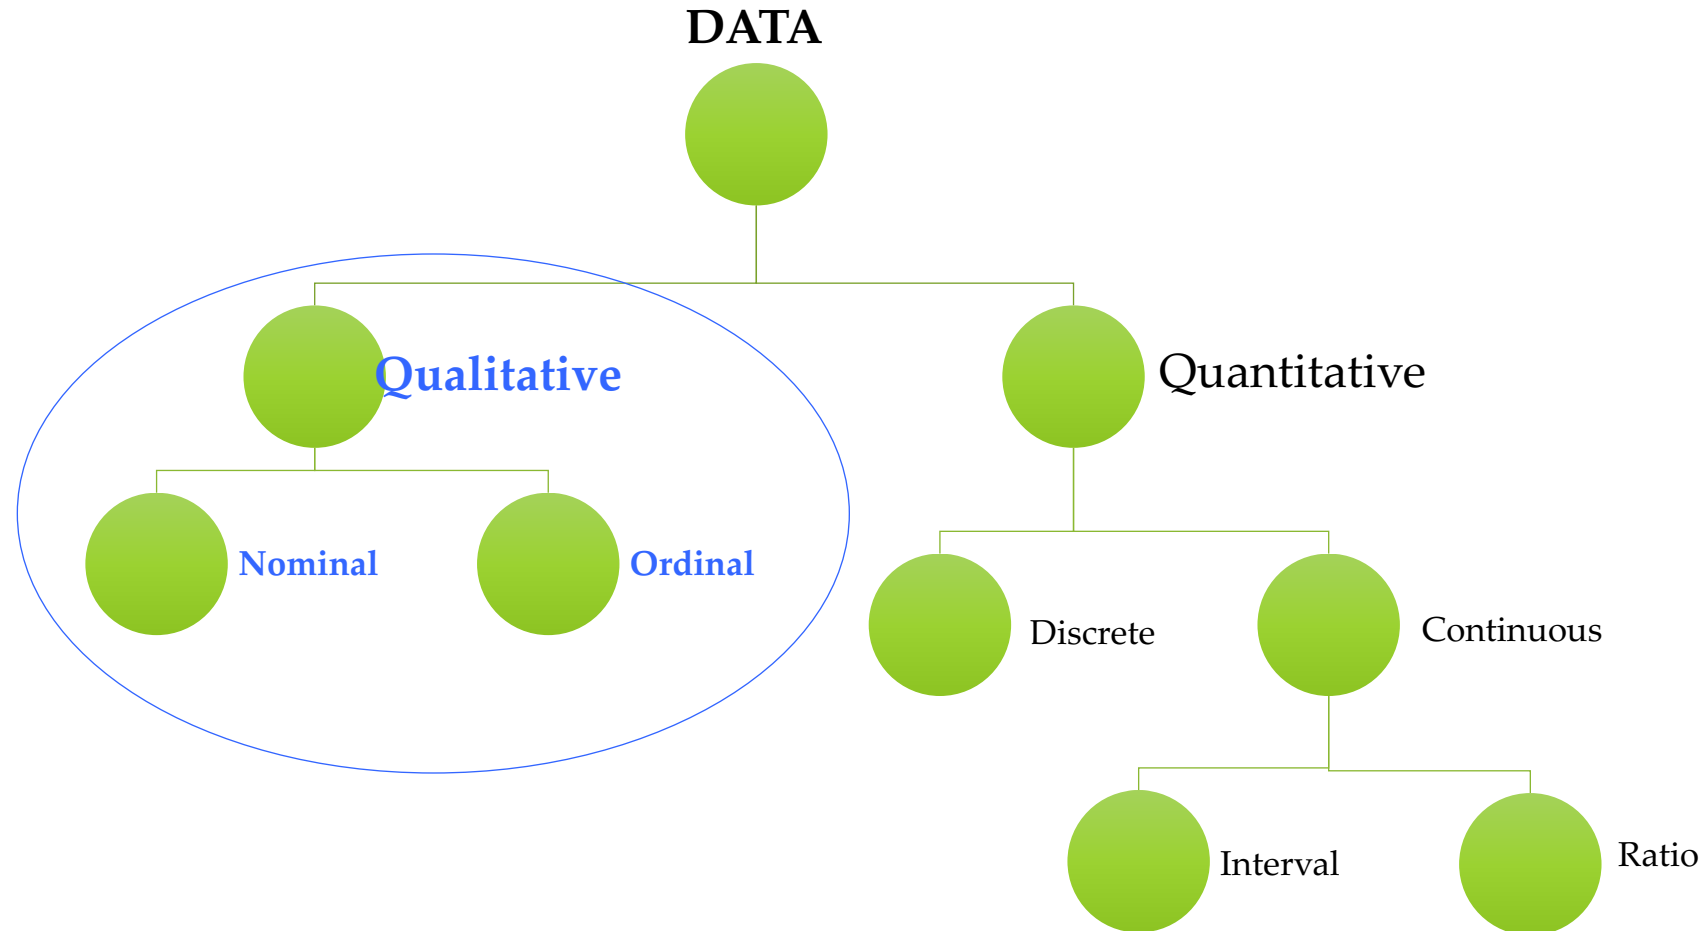 DATA
Qualitative
Quantitative
Nominal
Ordinal
Discrete
Continuous
Interval
Ratio